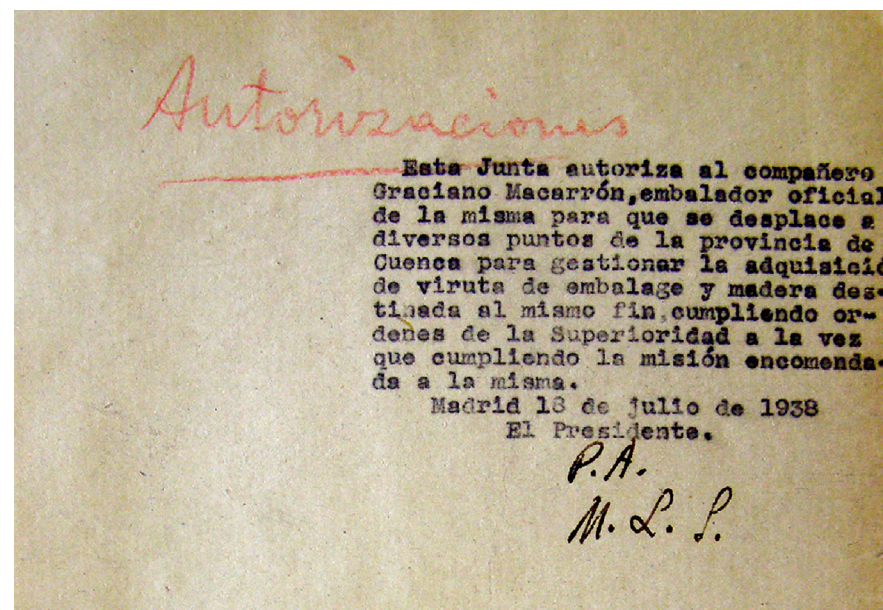 Autorizaciones
Esta Junta autoriza al compañero
Graciano Macarrón,embalador oficial
de la misma para que se desplace a
diversos puntos de la provincia de
Cuenca para gestionar la adquisició
de viruta de embalage y madera des-
tinada al mismo fin,cumpliendo or-
denes de la Superioridad a la vez
que cumpliendo la misión encomenda-
da a la misma.
Madrid 18 de julio de 1938
El Presidente.
P.A.
M. L. S.